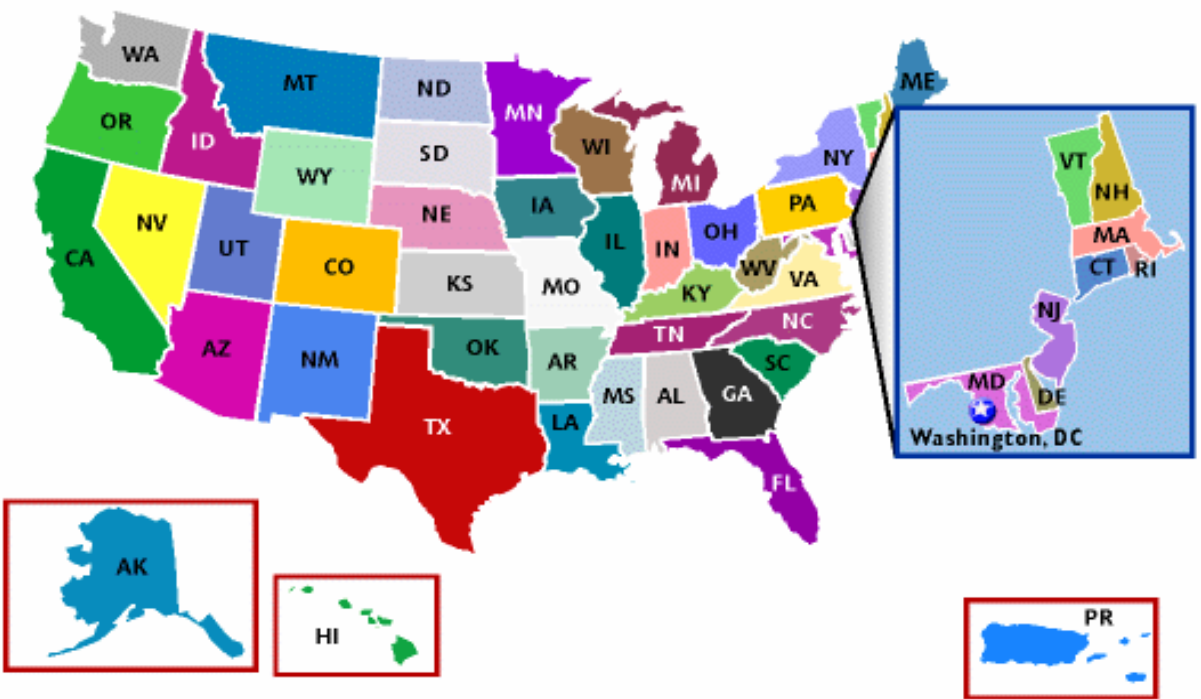 WA
MT
ND
MN
ME
OR
ID
SD
WI
MI
NY
VT
NH
WY
NE
IA
PA
MA
NV
UT
CO
KS
MO
IL
IN
OH
WV
VA
CT
RI
CA
KY
NJ
AZ
NM
OK
AR
TN
NC
SC
MD
DE
TX
LA
MS
AL
GA
Washington, DC
FL
AK
HI
PR